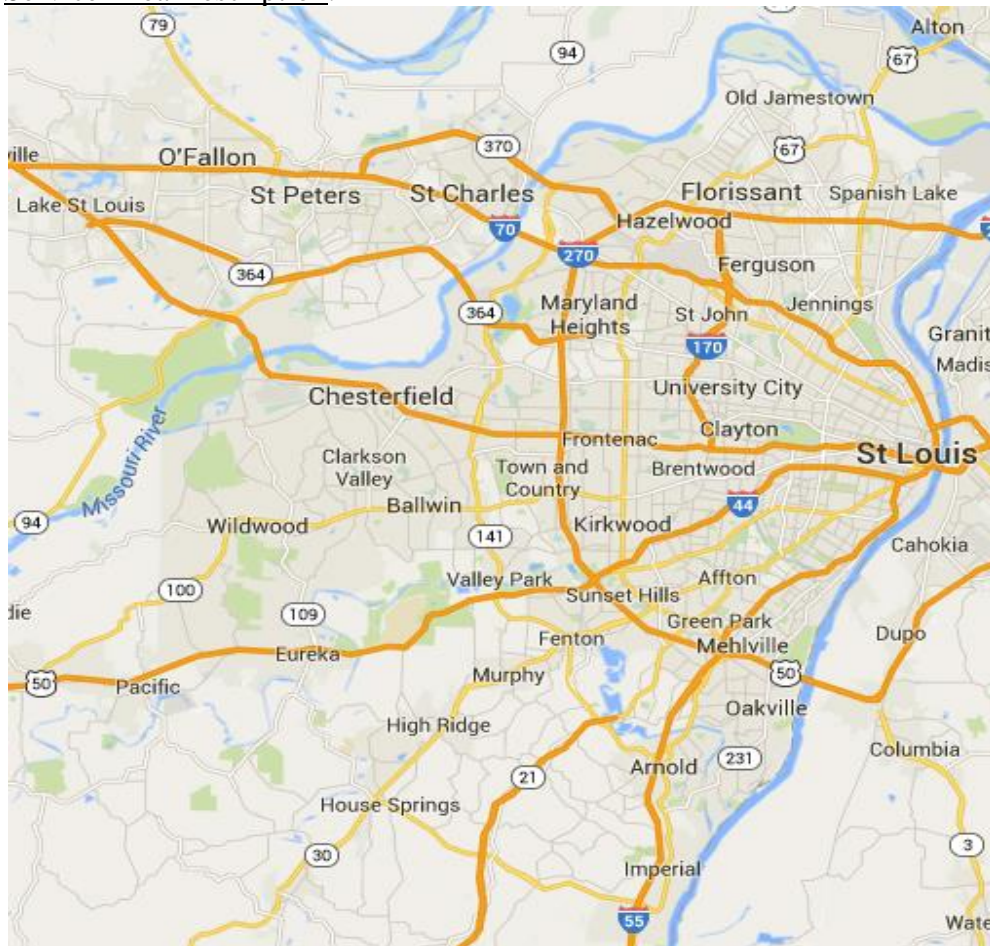 79
Alton
94
67
Old Jamestown
370
67
ville
O'Fallon
St Peters
St Charles
Florissant
Spanish Lake
Lake St Louis
70
Hazelwood
270
364
Ferguson
364
Maryland
Heights
St John
Jennings
170
Granit
Madis
University City
Chesterfield
Clayton
Frontenac
St Louis
Clarkson
Valley
Town and
Country
Brentwood
Missouri River
Ballwin
44
94
Wildwood
141
Kirkwood
Cahokia
Valley Park
Affton
100
Sunset Hills
die
109
Green Park
Fenton
Mehlville
Dupo
Eureka
50
Pacific
Murphy
50
Oakville
High Ridge
Columbia
231
Arnold
21
House Springs
30
3
Imperial
55
Wate